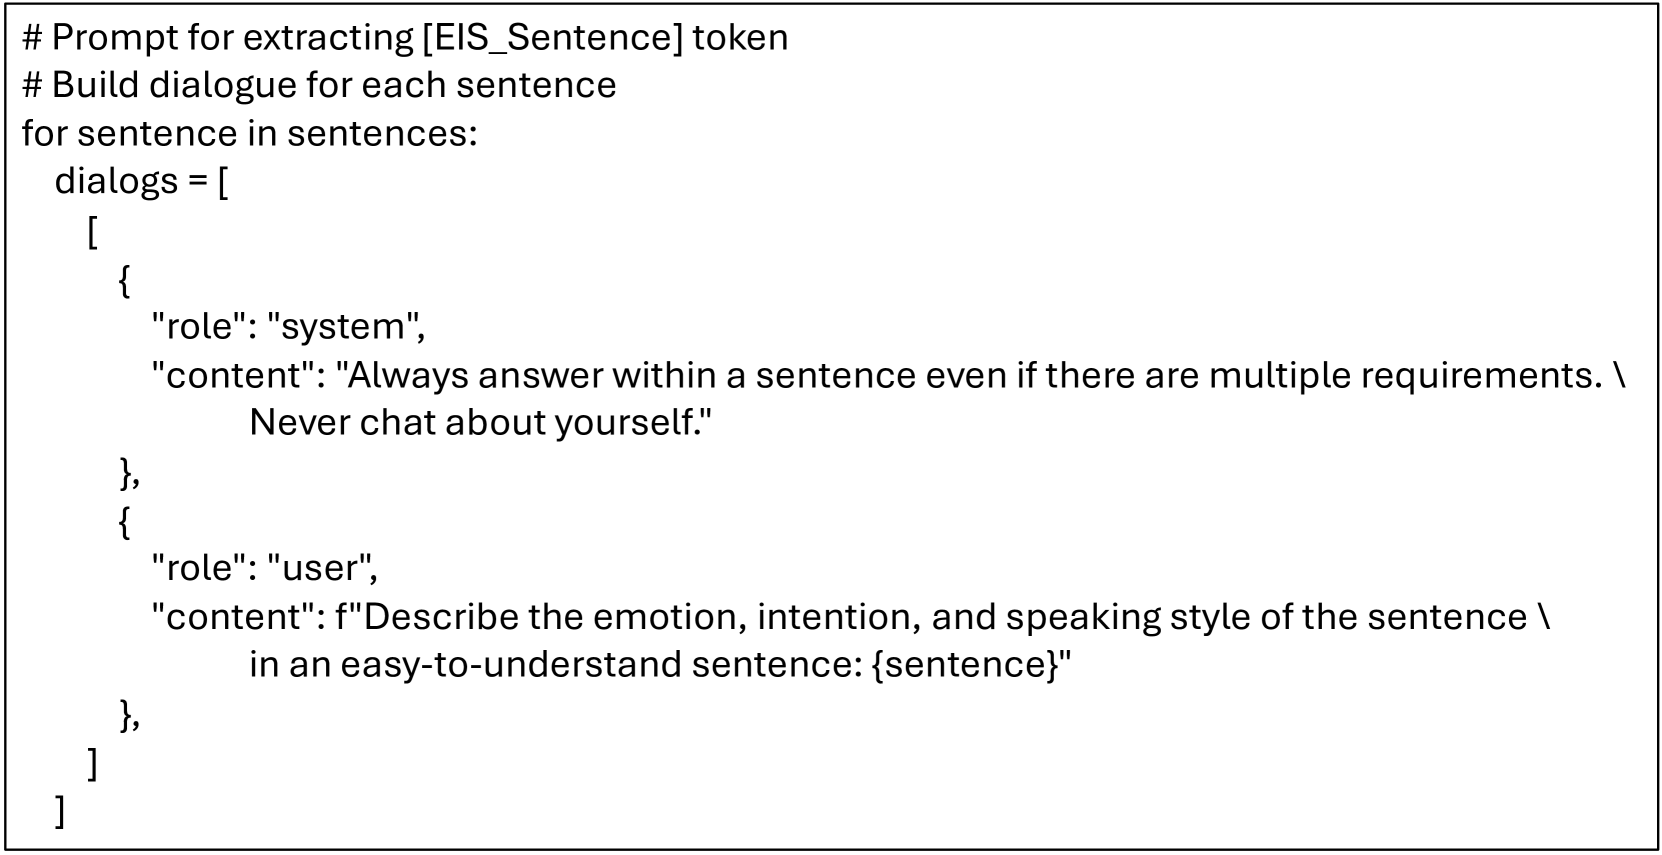 # Prompt for extracting [EIS_Sentence] token
# Build dialogue for each sentence
for sentence in sentences:
dialogs = [
[
{
"role": "system",
"content": "Always answer within a sentence even if there are multiple requirements. \
Never chat about yourself."
},
{
"role": "user",
"content": f"Describe the emotion, intention, and speaking style of the sentence \
in an easy-to-understand sentence: {sentence}"
},
]
]